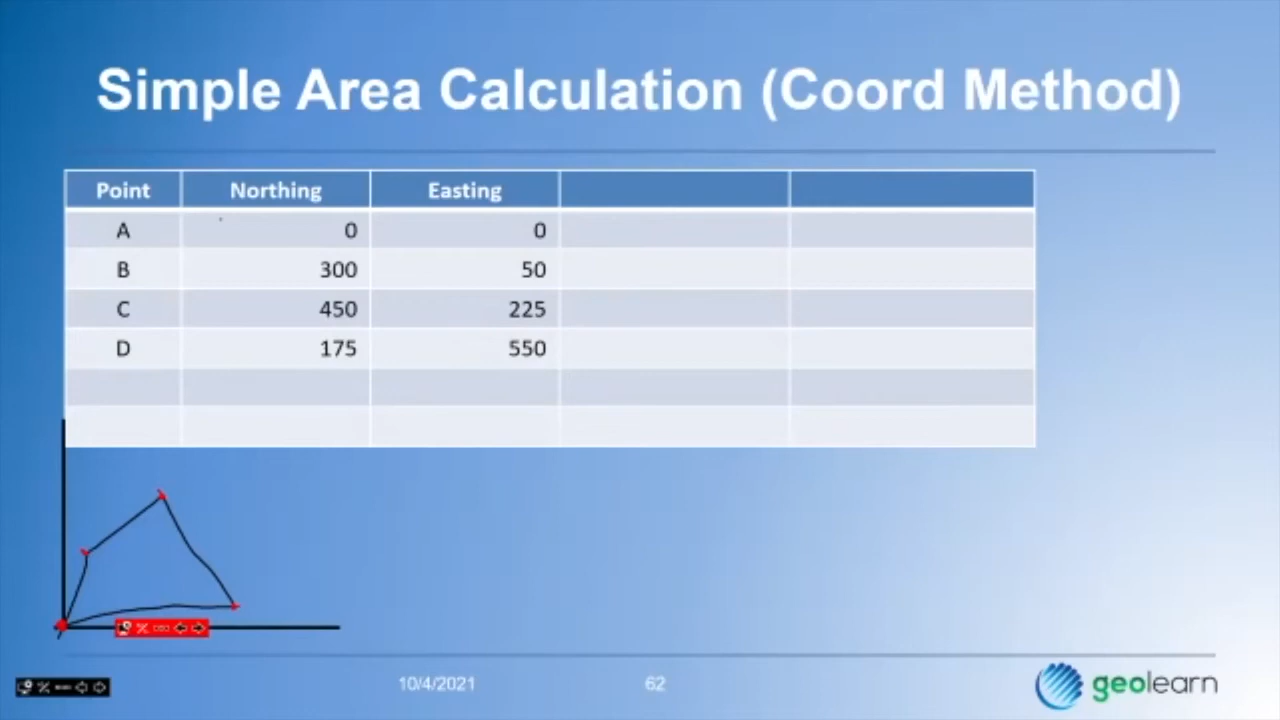 Simple Area Calculation (Coord Method)
Point Northing Easting
A 0 0
B 300 50
C 450 225
D 175 550
10/4/2021 62 geolearn